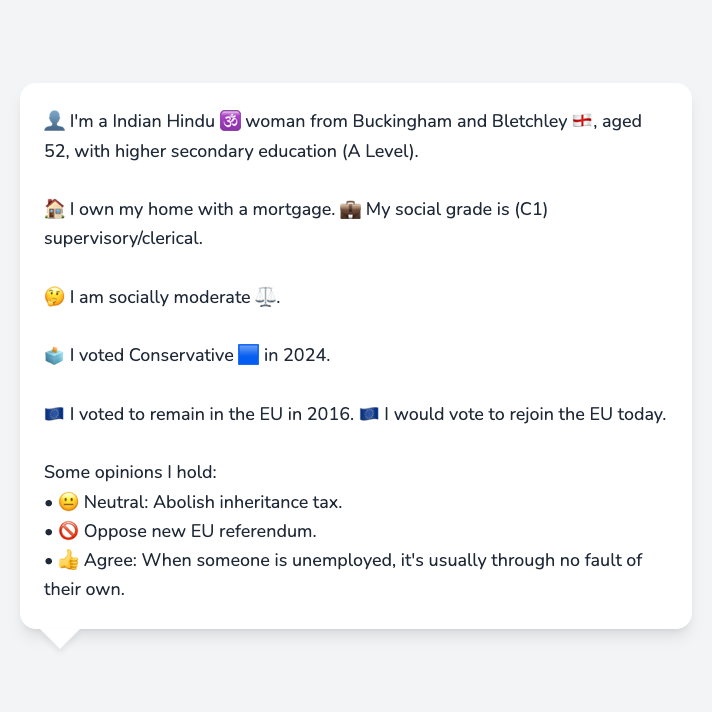 👤 I'm a Indian Hindu 🕉️ woman from Buckingham and Bletchley 🏴󠁧󠁢󠁥󠁮󠁧󠁿, aged
52, with higher secondary education (A Level).
🏠 I own my home with a mortgage. 💼 My social grade is (C1)
supervisory/clerical.
🤔 I am socially moderate ⚖️.
🗳️ I voted Conservative 🟦 in 2024.
🇪🇺 I voted to remain in the EU in 2016. 🇪🇺 I would vote to rejoin the EU today.
Some opinions I hold:
• 😐 Neutral: Abolish inheritance tax.
• 🚫 Oppose new EU referendum.
• 👍 Agree: When someone is unemployed, it's usually through no fault of
their own.